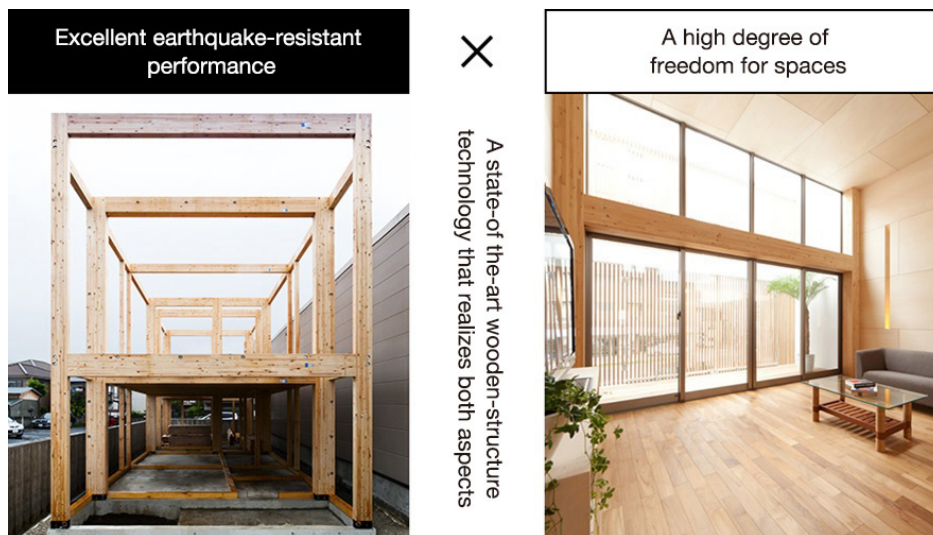 Excellent earthquake-resistant
performance
×
A high degree of
freedom for spaces
A state-of the-art wooden-structure
technology that realizes both aspects